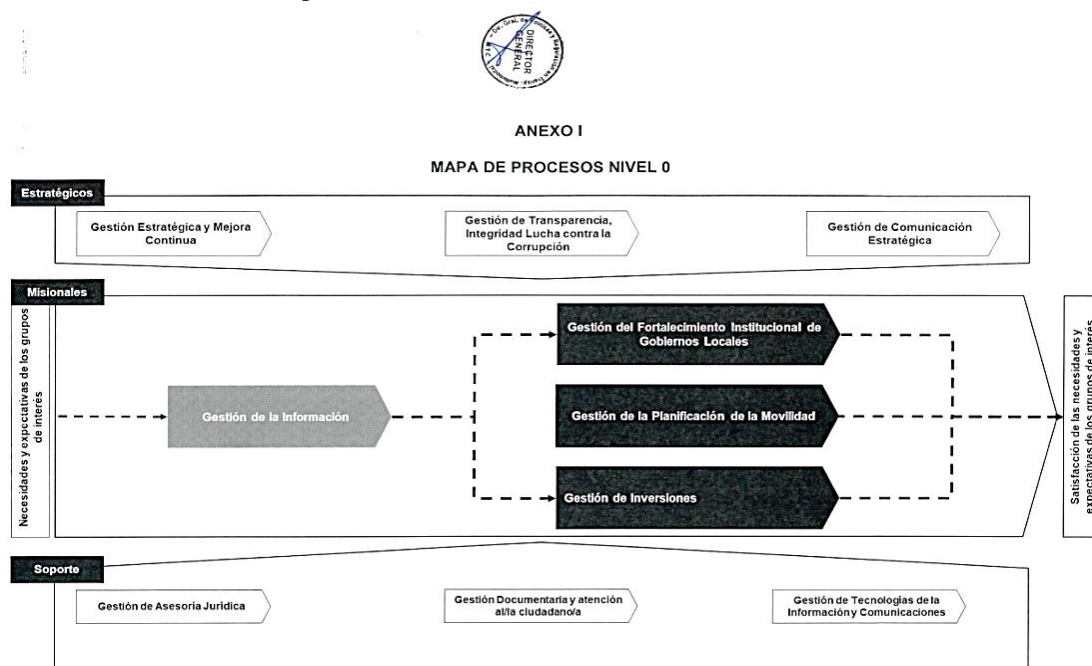 DIRECTOR
GENERAL
ANEXO I
MAPA DE PROCESOS NIVEL 0
Estratégicos
Gestión Estratégica y Mejora
Continua
Gestión de Transparencia,
Integridad Lucha contra la
Corrupción
Gestión de Comunicación
Estratégica
Misionales
Necesidades y expectativas de los grupos
de interés
Gestión de la Información
Gestión del Fortalecimiento Institucional de
Gobiernos Locales
Gestión de la Planificación de la Movilidad
Gestión de Inversiones
Satisfacción de las necesidades y
expectativas de los grupos de interés
Soporte
Gestión de Asesoría Jurídica
Gestión Documentaria y atención
al/la ciudadano/a
Gestión de Tecnologías de la
Información y Comunicaciones